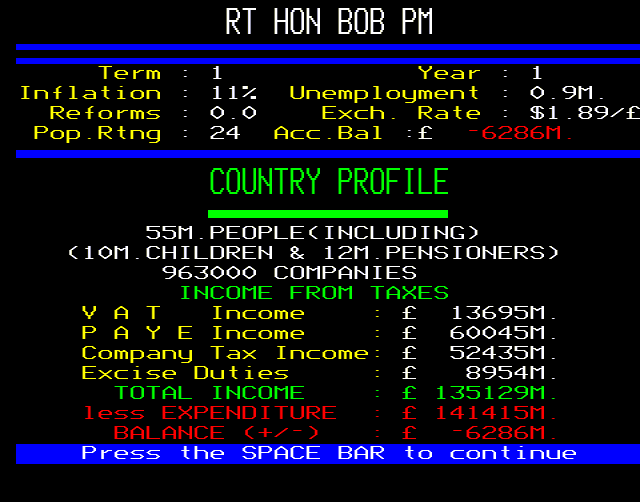 RT HON BOB PM
Term : 1 Year : 1
Inflation : 11% Unemployment : 0.9M.
Reforms : 0.0 Exch. Rate : $1.89/£
Pop.Rtng : 24 Acc.Bal :£ -6286M.
COUNTRY PROFILE
55M.PEOPLE(INCLUDING)
(10M.CHILDREN & 12M.PENSIONERS)
963000 COMPANIES
INCOME FROM TAXES
V A T Income : £ 13695M.
P A Y E Income : £ 60045M.
Company Tax Income: £ 52435M.
Excise Duties : £ 8954M.
TOTAL INCOME : £ 135129M.
less EXPENDITURE : £ 141415M.
BALANCE (+/-) : £ -6286M.
Press the SPACE BAR to continue